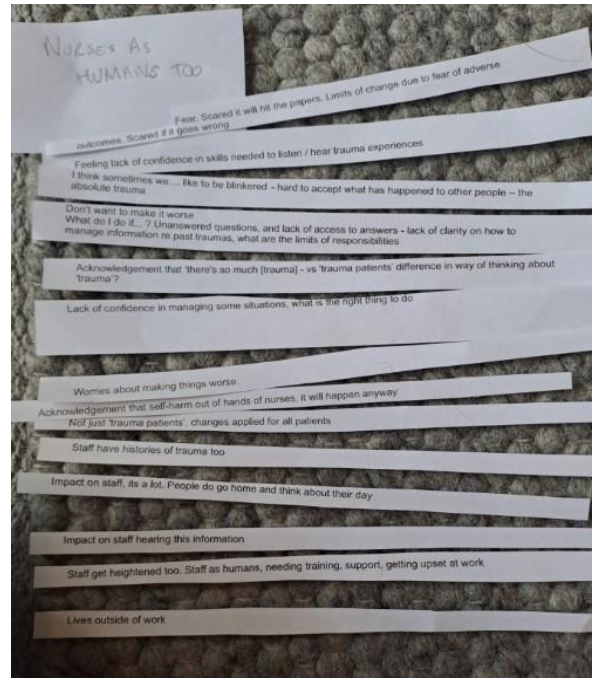 NURSES AS
HUMANS TOO
Fear. Scared it will hit the papers. Limits of change due to fear of adverse
outcomes. Scared if it goes wrong
Feeling lack of confidence in skills needed to listen / hear trauma experiences
I think sometimes we.... like to be blinkered – hard to accept what has happened to other people – the
absolute trauma
Don't want to make it worse
What do I do if... ? Unanswered questions, and lack of access to answers - lack of clarity on how to
manage information re past traumas, what are the limits of responsibilities
Acknowledgement that 'there's so much [trauma] - vs 'trauma patients' difference in way of thinking about
'trauma'?
Lack of confidence in managing some situations, what is the right thing to do
Worries about making things worse
Acknowledgement that self-harm out of hands of nurses, it will happen anyway
Not just 'trauma patients', changes applied for all patients
Staff have histories of trauma too
Impact on staff, its a lot. People do go home and think about their day
Impact on staff hearing this information
Staff get heightened too. Staff as humans, needing training, support, getting upset at work
Lives outside of work